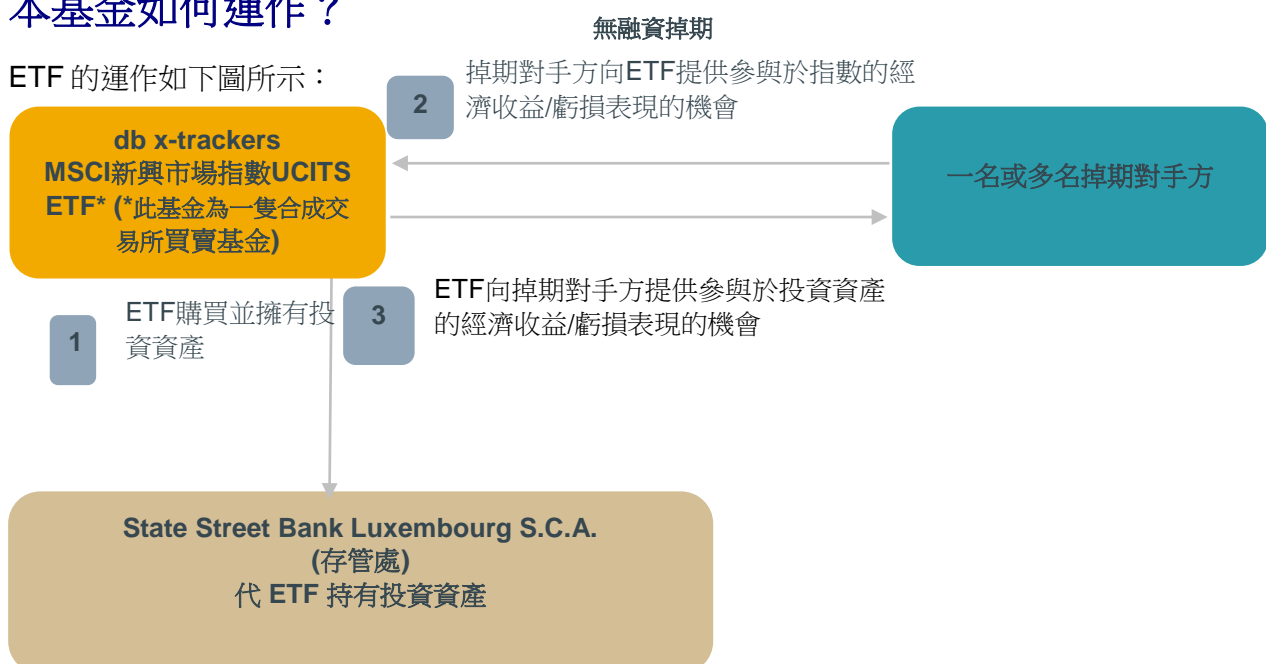 本基金如何運作？
無融資掉期
ETF 的運作如下圖所示：
2
掉期對手方向ETF提供參與於指數的經
濟收益/虧損表現的機會
db x-trackers
MSCI新興市場指數UCITS
ETF* (*此基金為一隻合成交
易所買賣基金)
一名或多名掉期對手方
1
ETF購買並擁有投
資資產
3
ETF向掉期對手方提供參與於投資資產
的經濟收益/虧損表現的機會
State Street Bank Luxembourg S.C.A.
(存管處)
代 ETF 持有投資資產